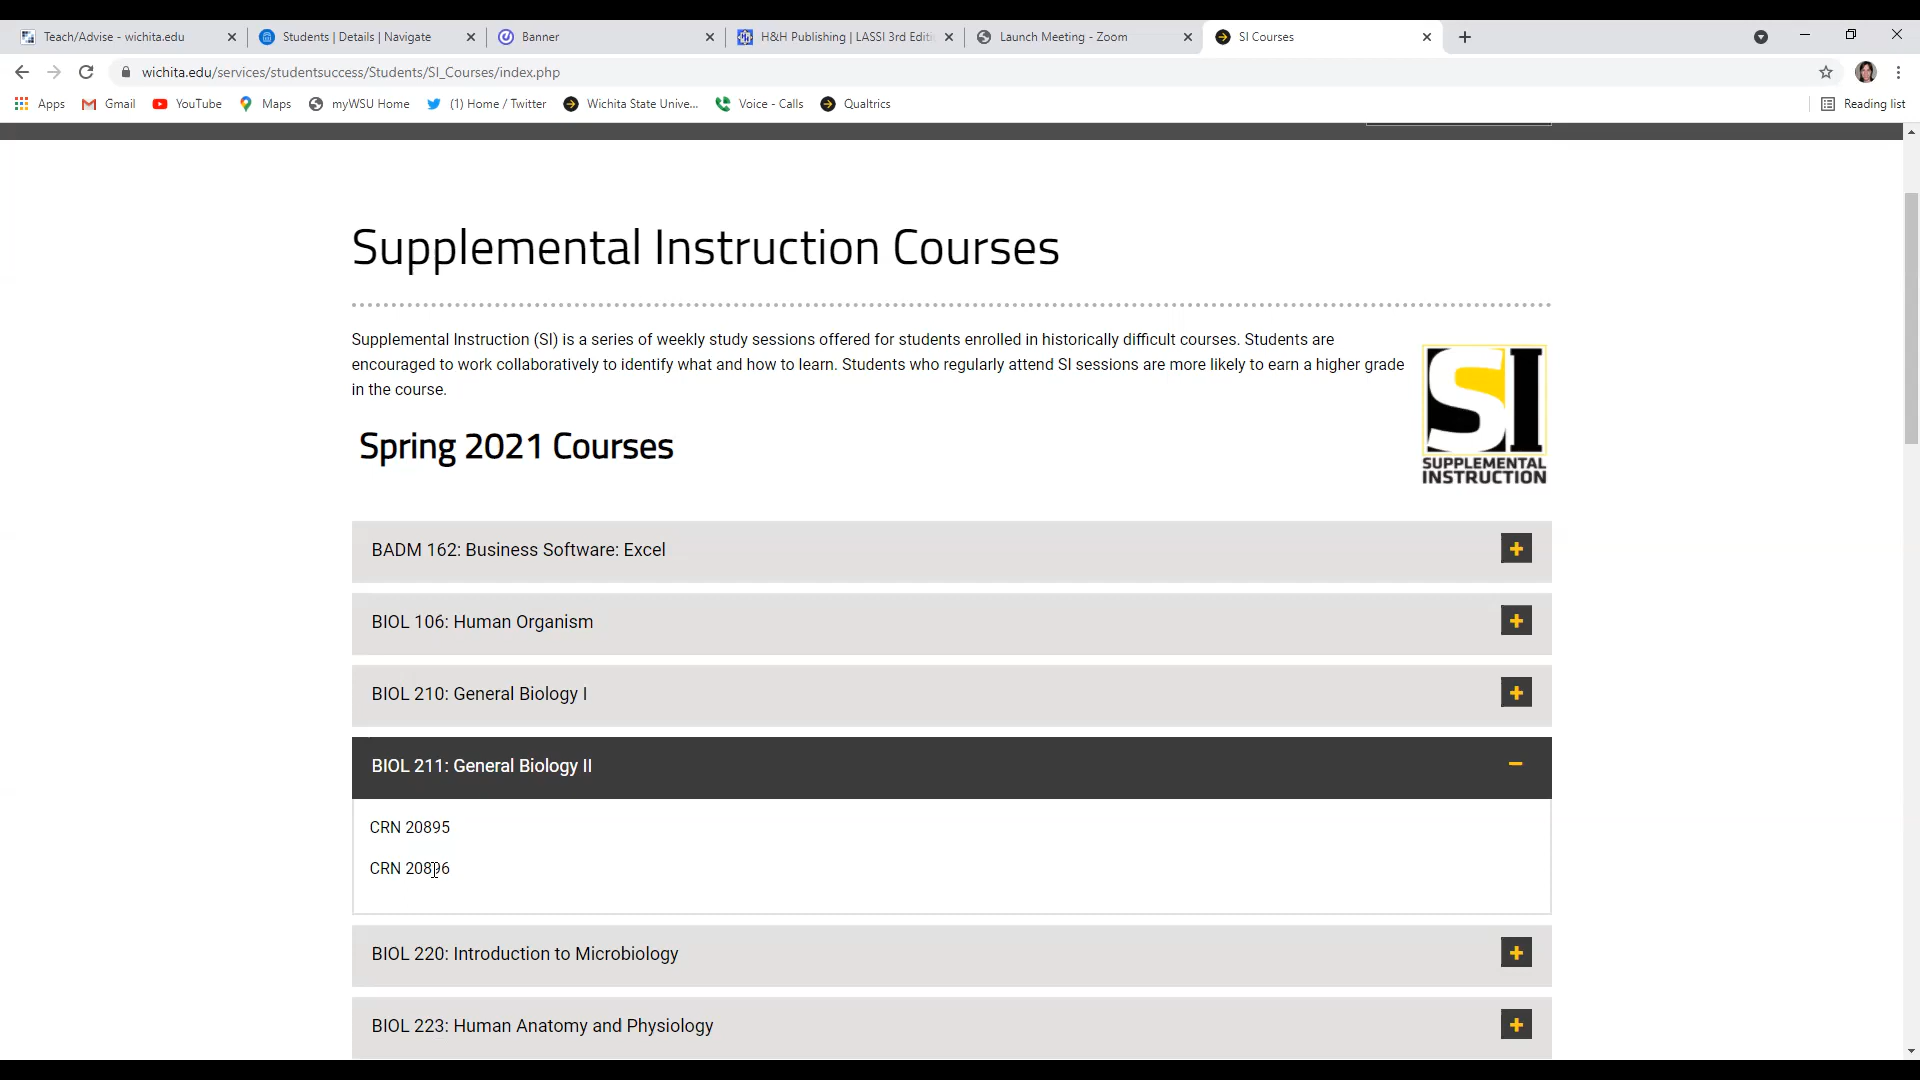 Teach/Advise - wichita.edu
Students | Details | Navigate
Banner
H&H Publishing | LASSI 3rd Editi
Launch Meeting - Zoom
SI Courses
wichita.edu/services/studentsuccess/Students/SI_Courses/index.php
Apps
Gmail
YouTube
Maps
myWSU Home
(1) Home / Twitter
Wichita State Unive...
Voice - Calls
Qualtrics
Reading list
Supplemental Instruction Courses
Supplemental Instruction (SI) is a series of weekly study sessions offered for students enrolled in historically difficult courses. Students are
encouraged to work collaboratively to identify what and how to learn. Students who regularly attend SI sessions are more likely to earn a higher grade
in the course.
SI
SUPPLEMENTAL
INSTRUCTION
Spring 2021 Courses
BADM 162: Business Software: Excel
BIOL 106: Human Organism
BIOL 210: General Biology I
BIOL 211: General Biology II
CRN 20895
CRN 20896
BIOL 220: Introduction to Microbiology
BIOL 223: Human Anatomy and Physiology